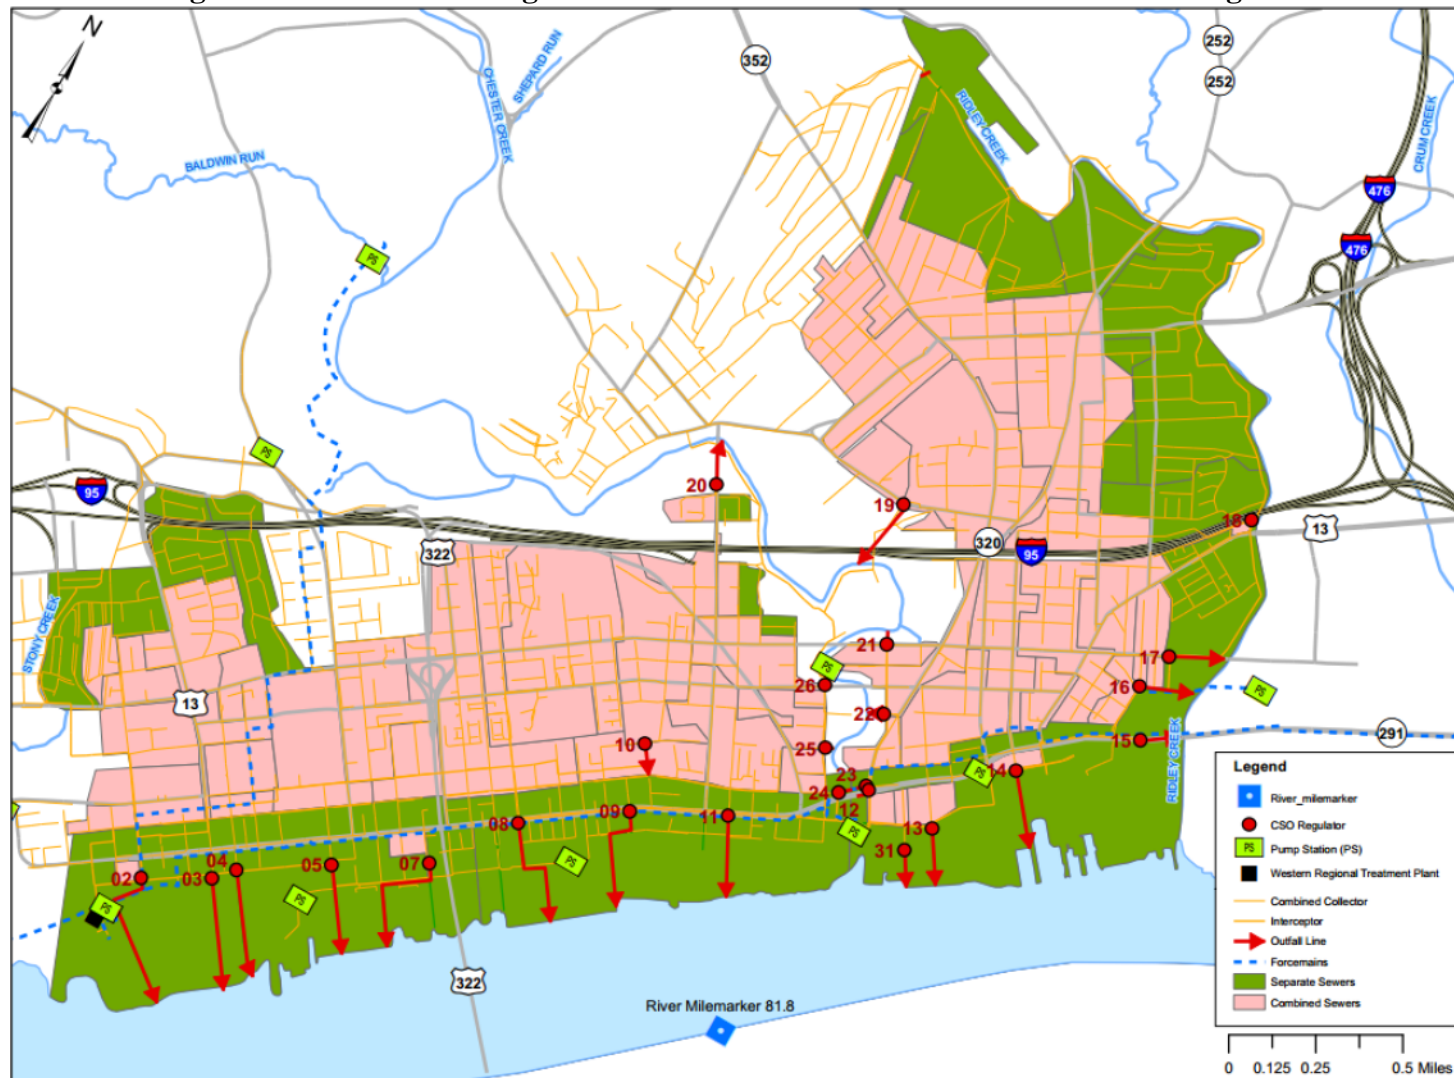 N
SHEPARD RUN
CHESTER CREEK
352
252
252
RIDLEY CREEK
CRUM CREEK
BALDWIN RUN
476
476
PS
PS
95
20
19
18
13
322
320
95
STONY CREEK
21
17
PS
26
16
PS
13
22
RIDLEY CREEK
10
25
15
291
14
PS
23
24
12
PS
08
09
11
13
31
PS
02
03
04
05
07
PS
PS
322
River Milemarker 81.8
Legend
River_milemarker
CSO Regulator
PS
Pump Station (PS)
Western Regional Treatment Plant
Combined Collector
Interceptor
Outfall Line
Forcemains
Separate Sewers
Combined Sewers
0 0.125 0.25 0.5 Miles